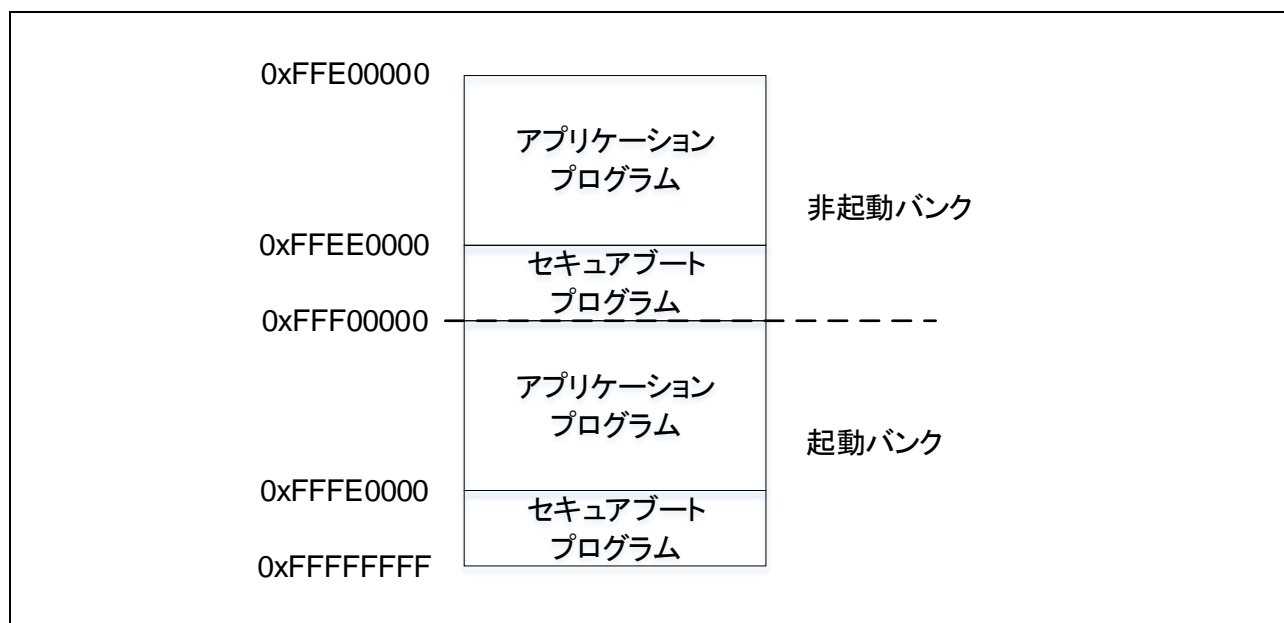 0xFFE00000
アプリケーション
プログラム
非起動バンク
0xFFEE0000
セキュアブート
プログラム
0xFFF00000
アプリケーション
プログラム
起動バンク
0xFFFE0000
セキュアブート
プログラム
0xFFFFFFFF